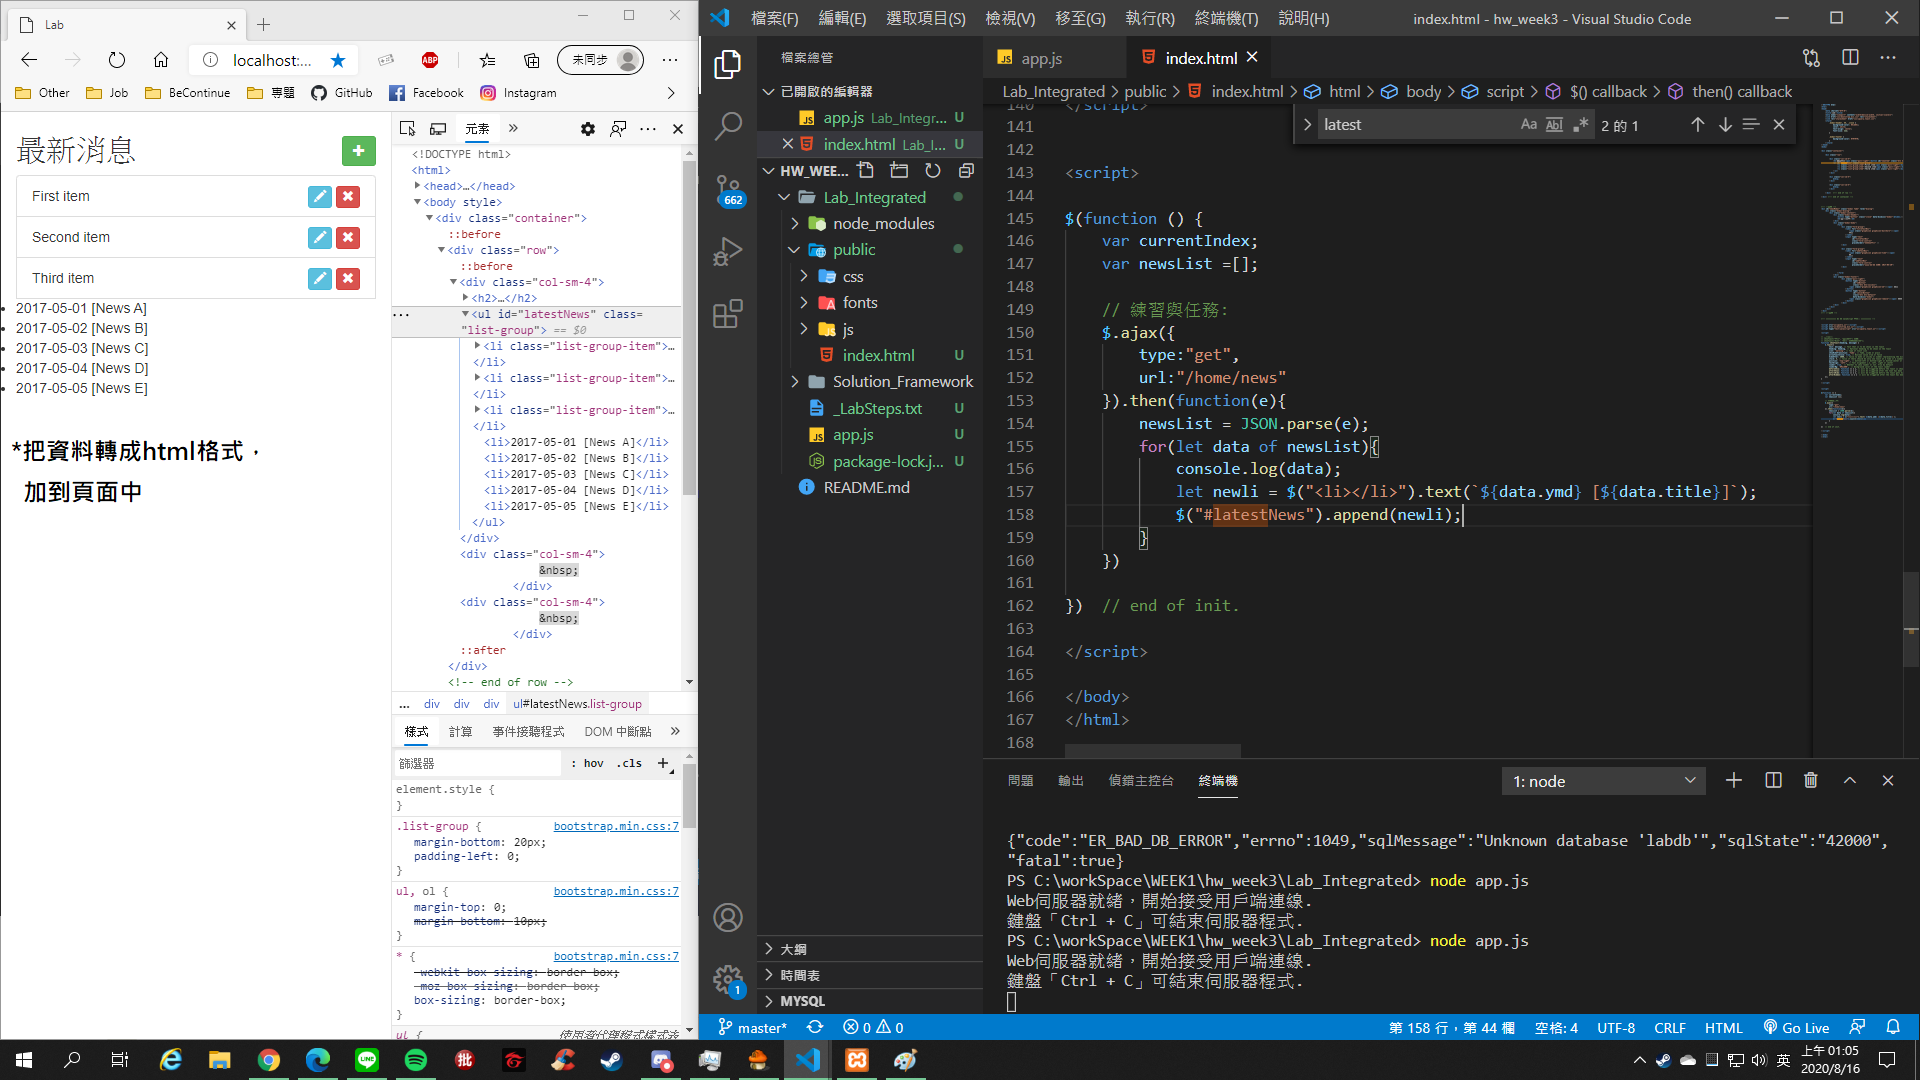 Lab
localhost:...
ABP
未同步
Other
Job
BeContinue
專題
GitHub
Facebook
Instagram
最新消息
First item
Second item
Third item
2017-05-01 [News A]
2017-05-02 [News B]
2017-05-03 [News C]
2017-05-04 [News D]
2017-05-05 [News E]
*把資料轉成html格式，
加到頁面中
元素
<!DOCTYPE html>
<html>
<head>…</head>
<body style>
<div class="container">
::before
<div class="row">
::before
<div class="col-sm-4">
<h2>…</h2>
<ul id="latestNews" class=
"list-group"> == $0
<li class="list-group-item">…
</li>
<li class="list-group-item">…
</li>
<li class="list-group-item">…
</li>
<li>2017-05-01 [News A]</li>
<li>2017-05-02 [News B]</li>
<li>2017-05-03 [News C]</li>
<li>2017-05-04 [News D]</li>
<li>2017-05-05 [News E]</li>
</ul>
</div>
<div class="col-sm-4">
&nbsp;
</div>
<div class="col-sm-4">
&nbsp;
</div>
::after
</div>
<!-- end of row -->
... div div div ul#latestNews.list-group
樣式 計算 事件接聽程式 DOM 中斷點
篩選器 : hov .cls
element.style {
}
.list-group { bootstrap.min.css:7
margin-bottom: 20px;
padding-left: 0;
}
ul, ol { bootstrap.min.css:7
margin-top: 0;
margin-bottom: 10px;
}
* { bootstrap.min.css:7
-webkit-box-sizing: border-box;
-moz-box-sizing: border-box;
box-sizing: border-box;
}
ul {
檔案(F) 編輯(E) 選取項目(S) 檢視(V) 移至(G) 執行(R) 終端機(T) 說明(H)
index.html - hw_week3 - Visual Studio Code
662
1
檔案總管
已開啟的編輯器
app.js Lab_Integr... U
index.html Lab_I... U
HW_WEE...
Lab_Integrated
node_modules
public
css
fonts
js
index.html U
Solution_Framework
_LabSteps.txt U
app.js U
package-lock.j... U
README.md
大綱
時間表
MYSQL
app.js
index.html
Lab_Integrated > public > index.html > html > body > script > $() callback > then() callback
latest
Aa Abl 2 的 1
140 </script>
141
142
143 <script>
144
145 $(function () {
146 var currentIndex;
147 var newsList =[];
148
149 // 練習與任務:
150 $.ajax({
151 type:"get",
152 url:"/home/news"
153 }).then(function(e){
154 newsList = JSON.parse(e);
155 for(let data of newsList){
156 console.log(data);
157 let newli = $("<li></li>").text(`${data.ymd} [${data.title}]`);
158 $("#latestNews").append(newli);
159 }
160 })
161
162 }) // end of init.
163
164 </script>
165
166 </body>
167 </html>
168
問題 輸出 偵錯主控台 終端機
1: node
{"code":"ER_BAD_DB_ERROR","errno":1049,"sqlMessage":"Unknown database 'labdb'","sqlState":"42000",
"fatal":true}
PS C:\workSpace\WEEK1\hw_week3\Lab_Integrated> node app.js
Web伺服器就緒，開始接受用戶端連線.
鍵盤「Ctrl + C」可結束伺服器程式.
PS C:\workSpace\WEEK1\hw_week3\Lab_Integrated> node app.js
Web伺服器就緒，開始接受用戶端連線.
鍵盤「Ctrl + C」可結束伺服器程式.
master* 0 0
第 158 行，第 44 欄 空格: 4 UTF-8 CRLF HTML Go Live
LINE
批
英
上午 01:05
2020/8/16